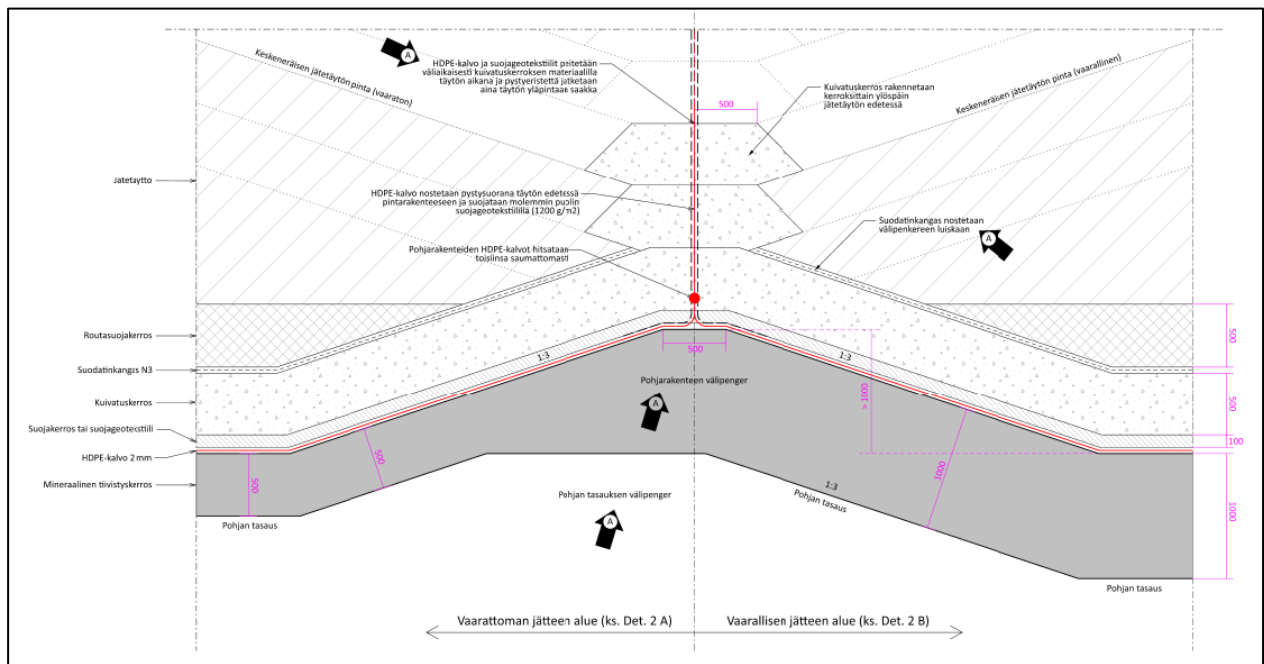 A
Keskeneräisen jätetäytön pinta (vaaraton)
HDPE-kalvo ja suojageotekstiilit peitetään
väliaikaisesti kuivatuskerroksen materiaalilla
täytön aikana ja pystyeristettä jatketaan
aina täytön yläpintaan saakka
500
Kuivatuskerros rakennetaan
kerroksittain ylöspäin
jätetäytön edetessä
Keskeneräisen jätetäytön pinta (vaarallinen)
Jätetäyttö
HDPE-kalvo nostetaan pystysuorana täytön edetessä
pintarakenteeseen ja suojataan molemmin puolin
suojageotekstiilillä (1200 g/m2)
Suodatinkangas nostetaan
välipenkereen luiskaan
A
Pohjarakenteiden HDPE-kalvot hitsataan
toisiinsa saumattomasti
Routasuojakerros
500
1:3
500
1:3
Suodatinkangas N3
Pohjarakenteen välipenger
> 1000
Kuivatuskerros
A
500
Suojakerros tai suojageotekstiili
100
HDPE-kalvo 2 mm
500
500
1000
Mineraalinen tiivistyskerros
1:3
Pohjan tasauksen välipenger
Pohjan tasaus
1000
Pohjan tasaus
A
Pohjan tasaus
Vaarattoman jätteen alue (ks. Det. 2 A)
Vaarallisen jätteen alue (ks. Det. 2 B)